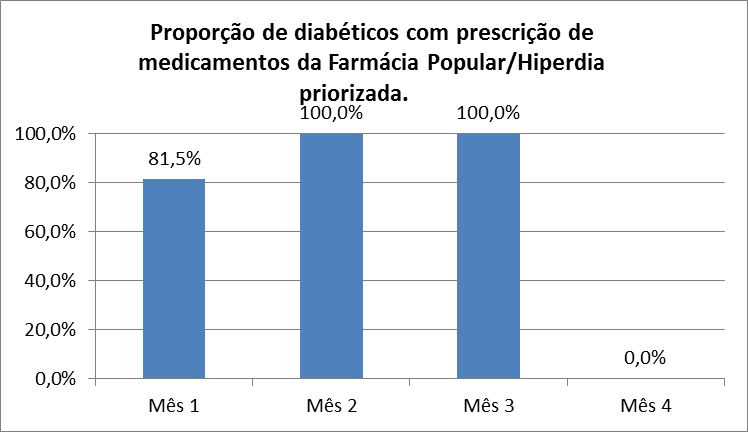 Proporção de diabéticos com prescrição de
medicamentos da Farmácia Popular/Hiperdia
priorizada.
100,0%
80,0%
60,0%
40,0%
20,0%
0,0%
81,5%
100,0%
100,0%
0,0%
Mês 1
Mês 2
Mês 3
Mês 4